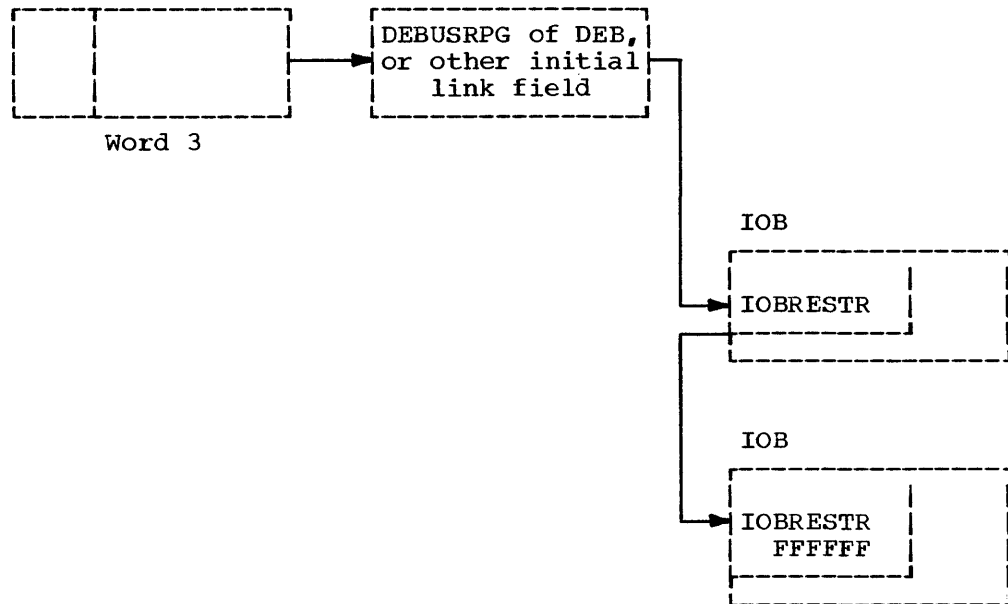 DEBUSRPG of DEB,
or other initial
link field
Word 3
IOB
IOBRESTR
IOB
IOBRESTR
FFFFFF